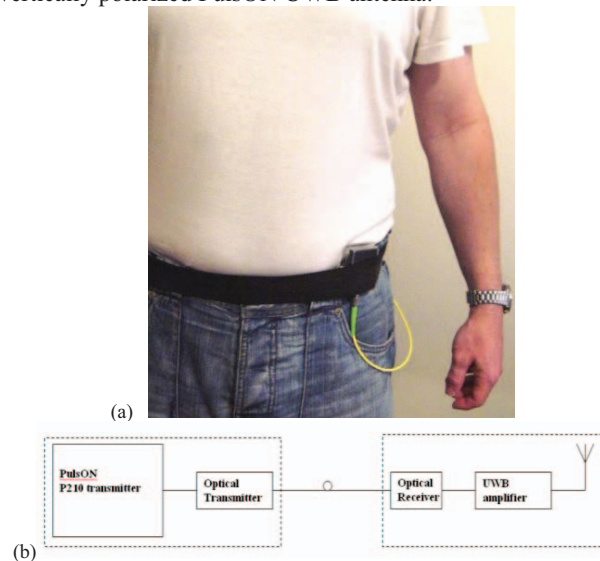 vertically polarized PulsON UWB antenna.
(a)
PulsON
P210 transmitter
Optical
Transmitter
Optical
Receiver
UWB
amplifier
(b)